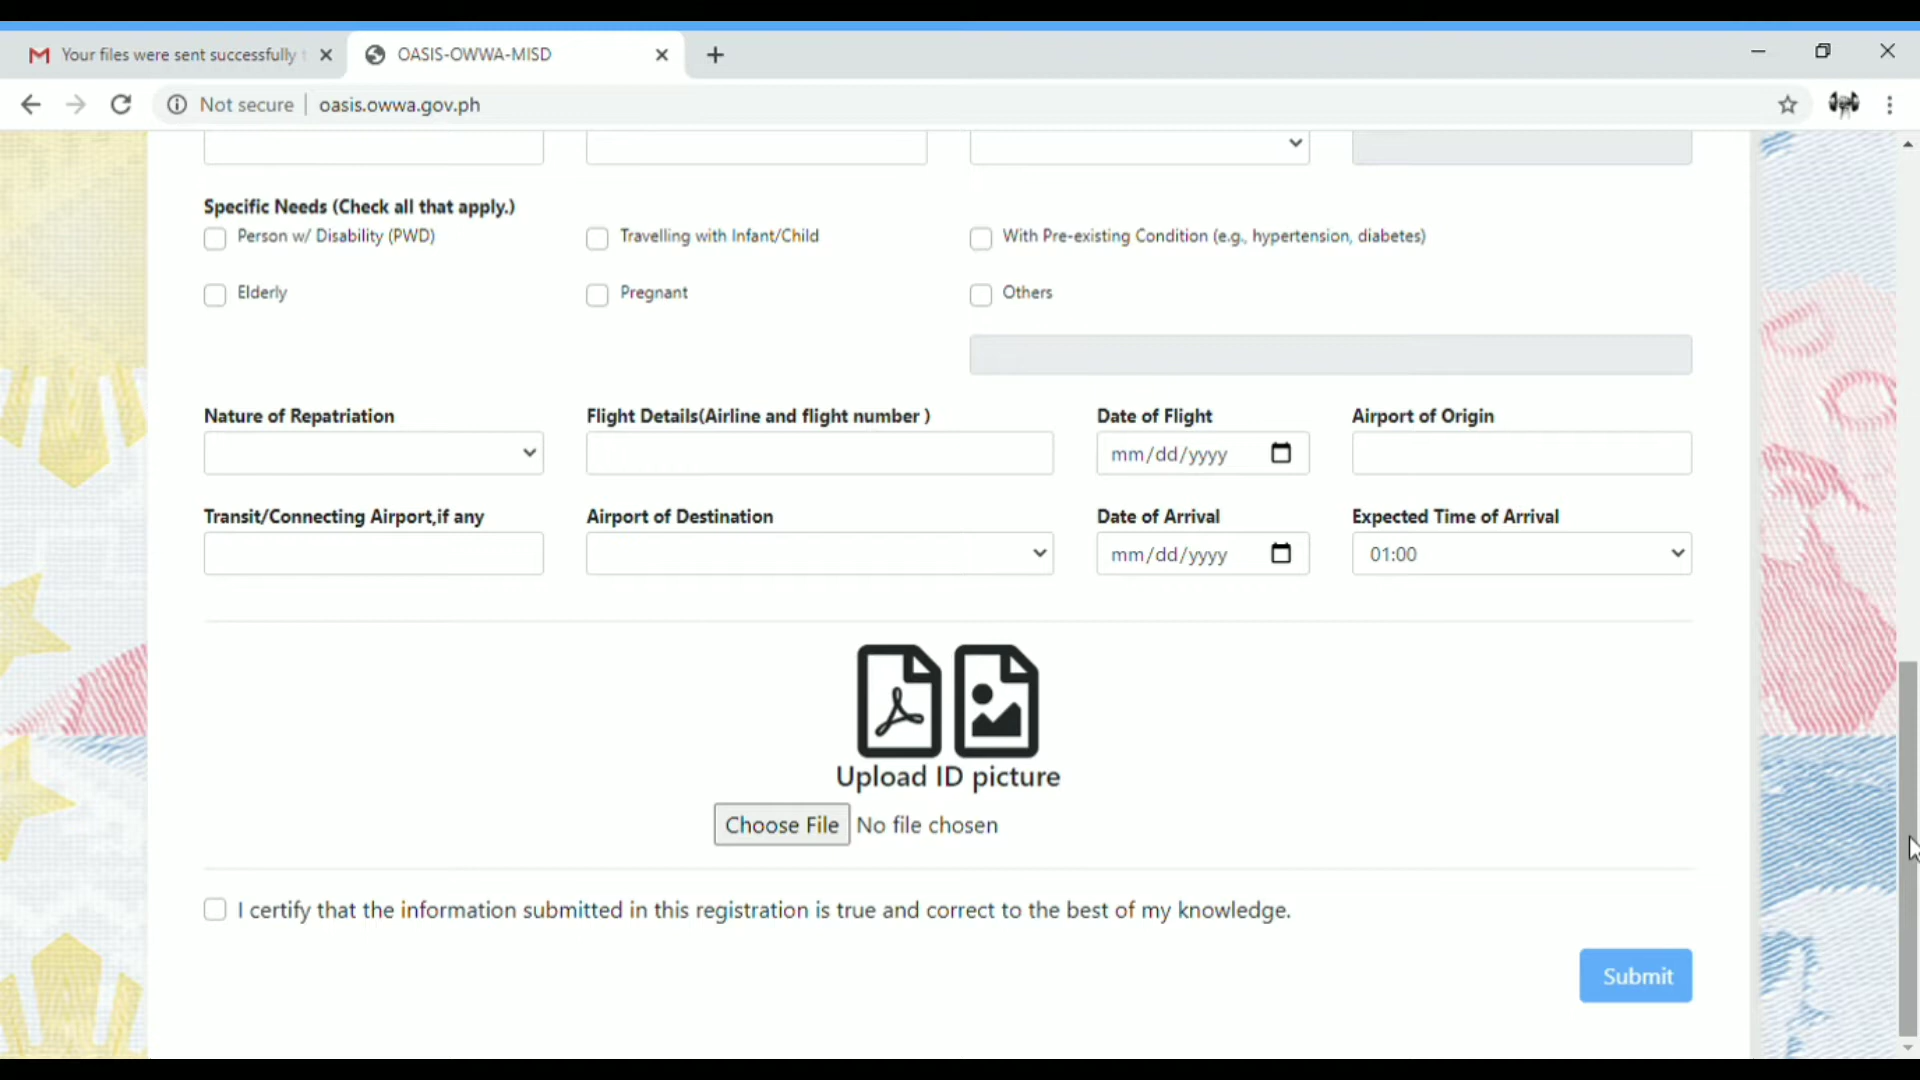 Your files were sent successfully
OASIS-OWWA-MISD
Not secure | oasis.owwa.gov.ph
Specific Needs (Check all that apply.)
Person w/ Disability (PWD) Travelling with Infant/Child With Pre-existing Condition (e.g., hypertension, diabetes)
Elderly Pregnant Others
Nature of Repatriation Flight Details(Airline and flight number ) Date of Flight Airport of Origin
mm/dd/yyyy
Transit/Connecting Airport,if any Airport of Destination Date of Arrival Expected Time of Arrival
mm/dd/yyyy 01:00
Upload ID picture
Choose File No file chosen
I certify that the information submitted in this registration is true and correct to the best of my knowledge.
Submit